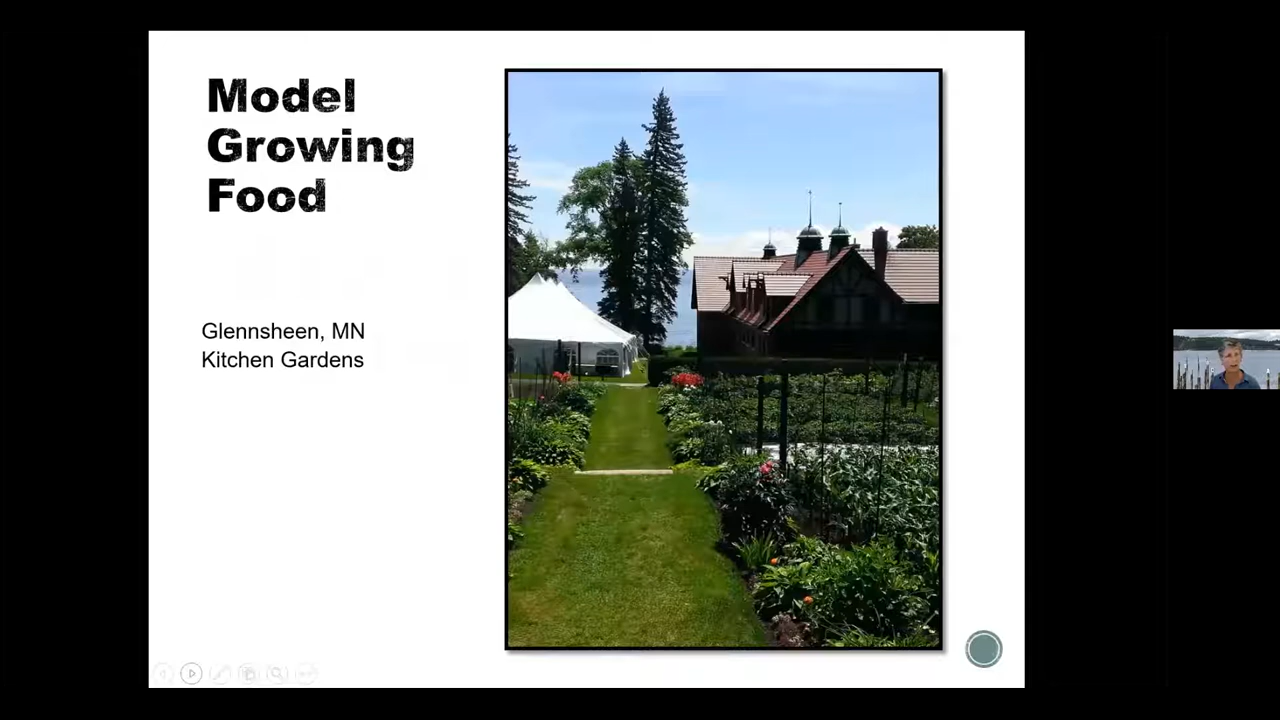 Model
Growing
Food
Glennsheen, MN
Kitchen Gardens